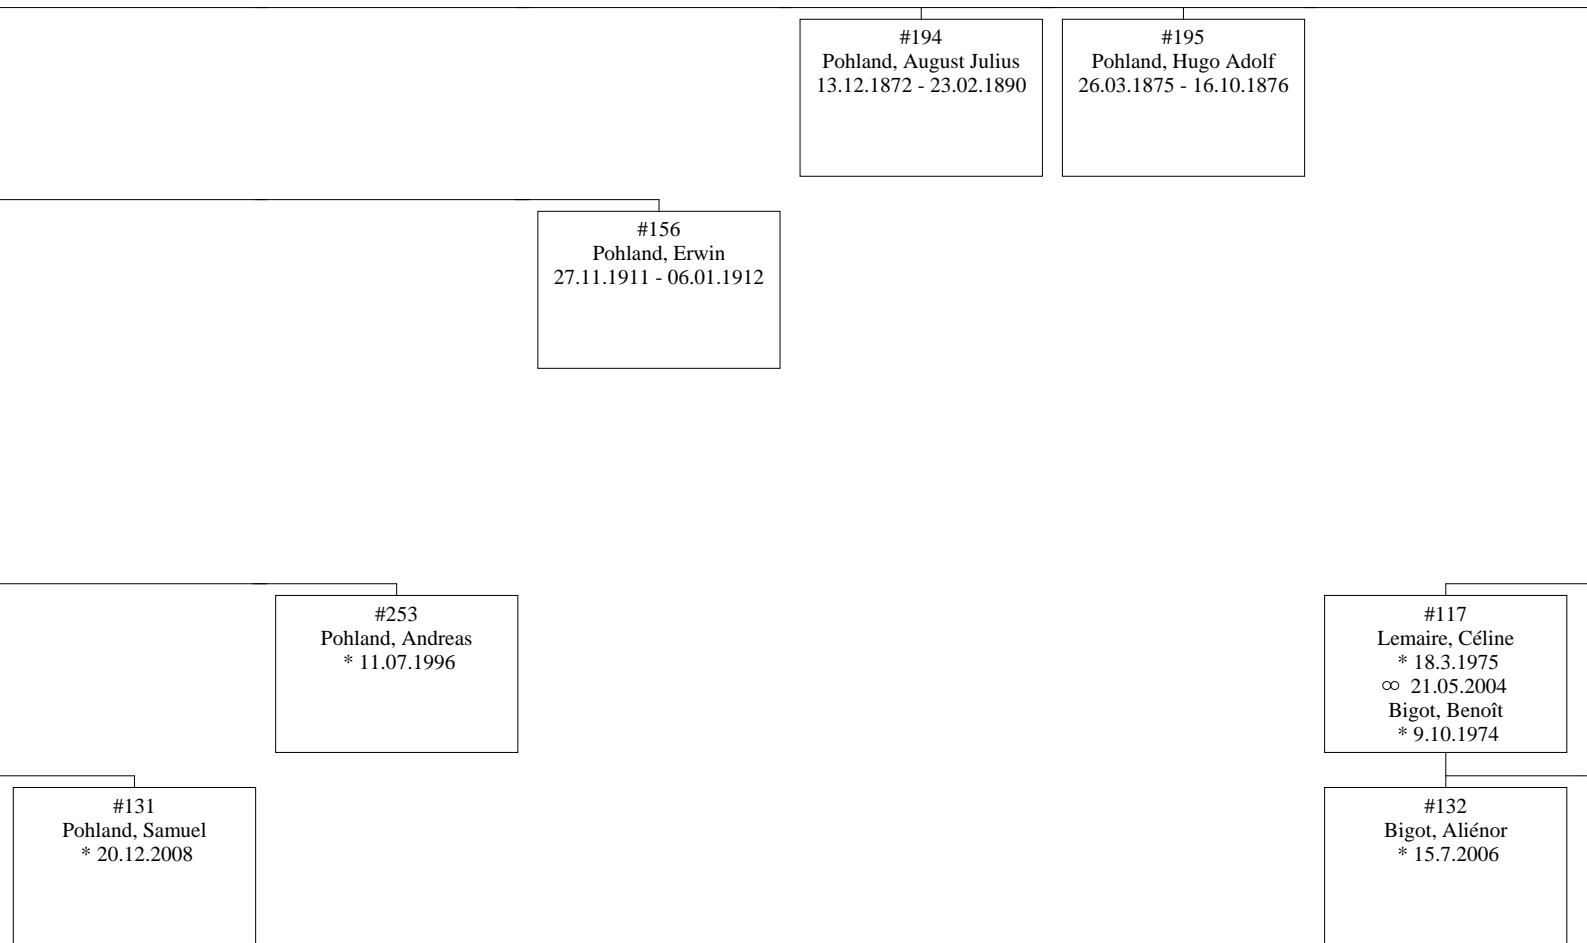 #194
Pohland, August Julius
13.12.1872 - 23.02.1890
#195
Pohland, Hugo Adolf
26.03.1875 - 16.10.1876
#156
Pohland, Erwin
27.11.1911 - 06.01.1912
#253
Pohland, Andreas
* 11.07.1996
#117
Lemaire, Céline
* 18.3.1975
∞ 21.05.2004
Bigot, Benoît
* 9.10.1974
#131
Pohland, Samuel
* 20.12.2008
#132
Bigot, Aliénor
* 15.7.2006